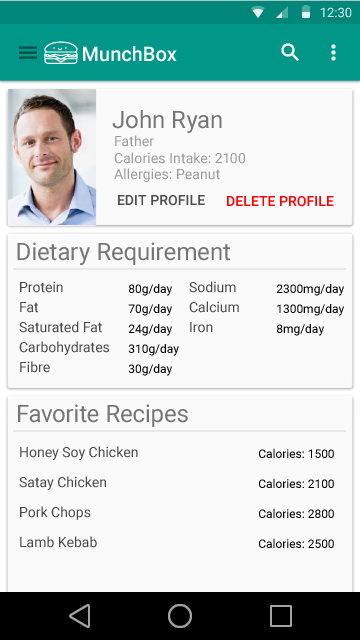 12:30
MunchBox
John Ryan
Father
Calories Intake: 2100
Allergies: Peanut
EDIT PROFILE DELETE PROFILE
Dietary Requirement
Protein 80g/day Sodium 2300mg/day
Fat 70g/day Calcium 1300mg/day
Saturated Fat 24g/day Iron 8mg/day
Carbohydrates 310g/day
Fibre 30g/day
Favorite Recipes
Honey Soy Chicken Calories: 1500
Satay Chicken Calories: 2100
Pork Chops Calories: 2800
Lamb Kebab Calories: 2500